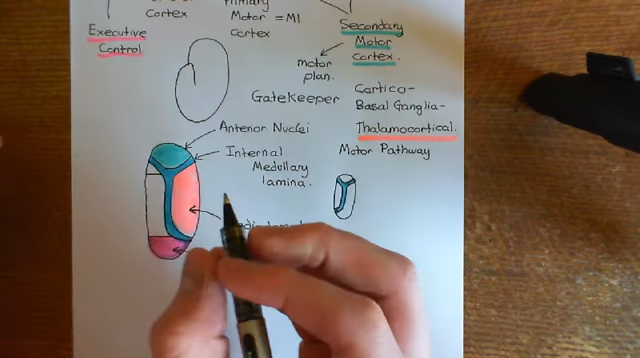 Cortex
Primary
Motor = M1
Cortex
Executive
Control
Secondary
Motor
Cortex.
motor
plan.
Gatekeeper
Cortico-
Basal Ganglia-
Thalamocortical.
Motor Pathway
Anterior Nuclei
Internal
Medullary
lamina.